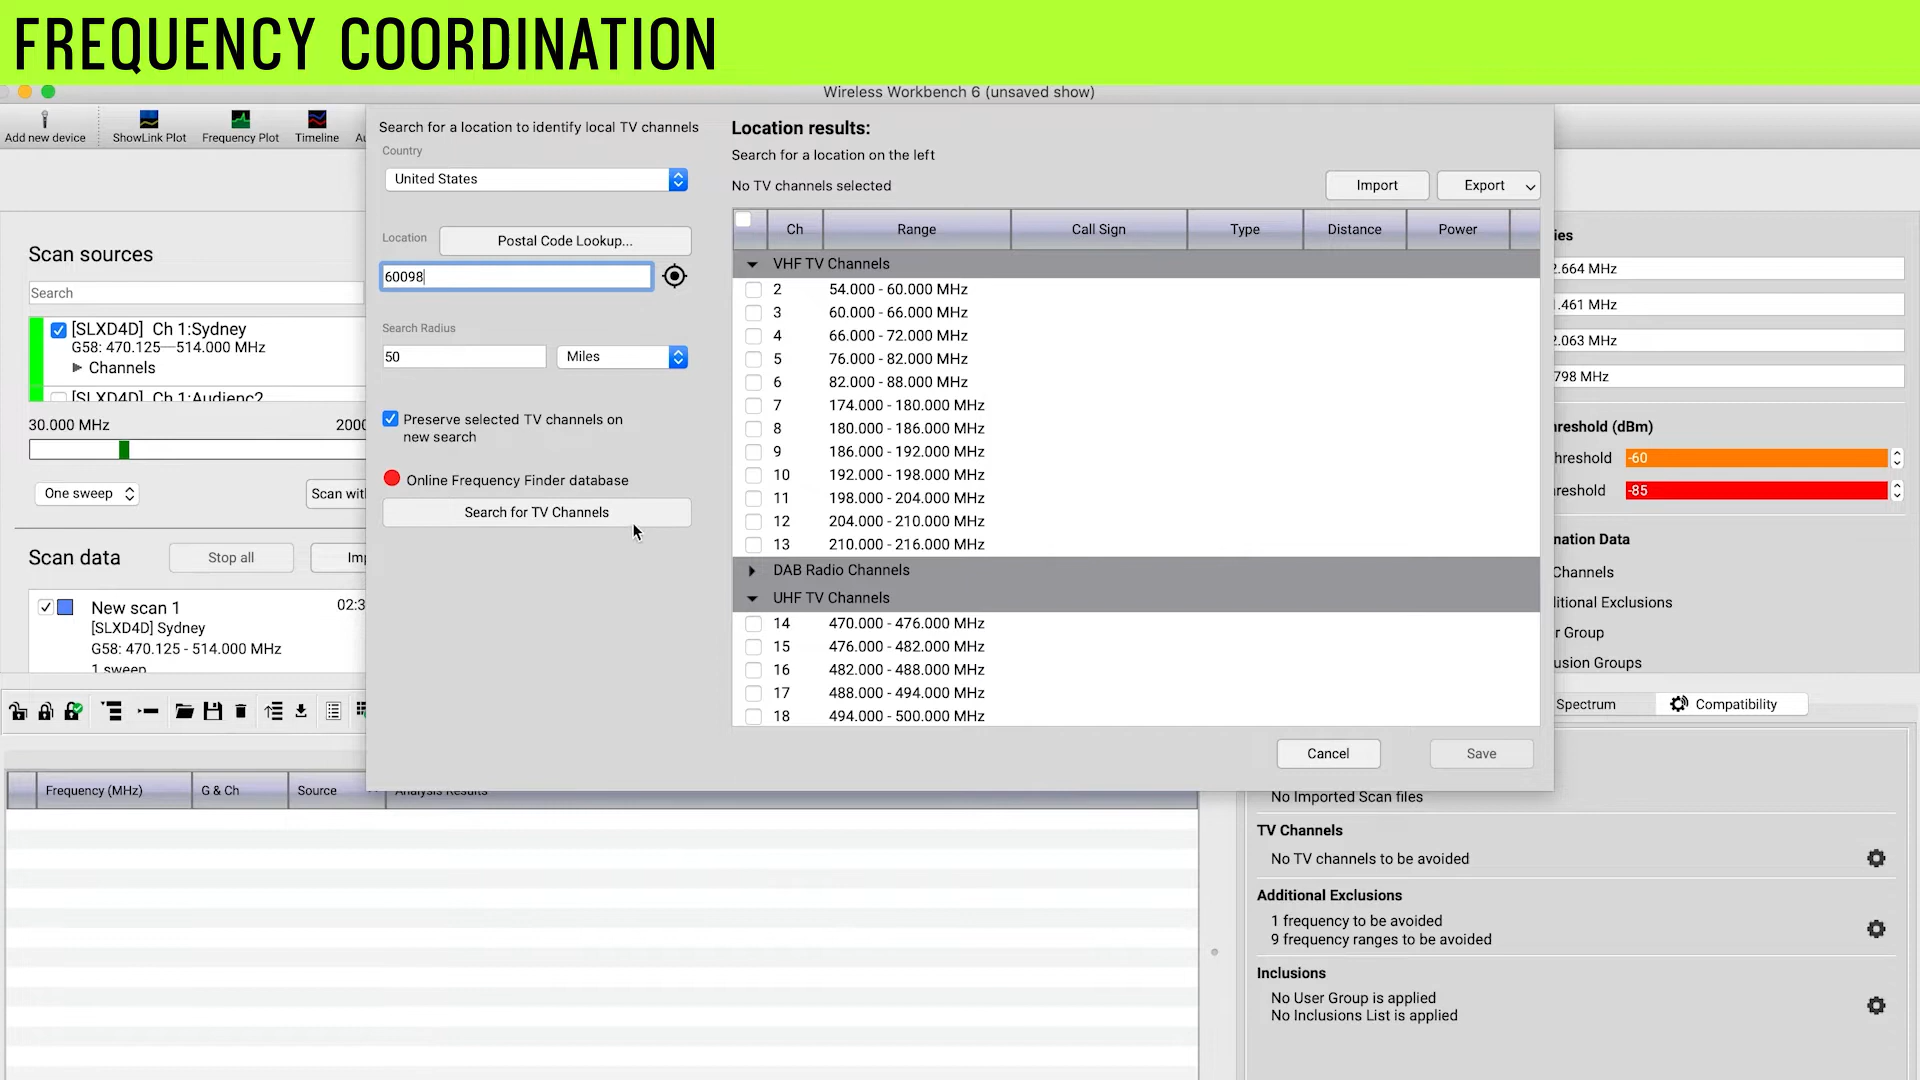 FREQUENCY COORDINATION
Wireless Workbench 6 (unsaved show)
Add new device
ShowLink Plot
Frequency Plot
Timeline
Search for a location to identify local TV channels
Country
United States
Location
Postal Code Lookup...
60098
Search Radius
50
Miles
Preserve selected TV channels on
new search
Online Frequency Finder database
Search for TV Channels
Location results:
Search for a location on the left
No TV channels selected
Import
Export
Ch Range Call Sign Type Distance Power
VHF TV Channels
2 54.000 - 60.000 MHz
3 60.000 - 66.000 MHz
4 66.000 - 72.000 MHz
5 76.000 - 82.000 MHz
6 82.000 - 88.000 MHz
7 174.000 - 180.000 MHz
8 180.000 - 186.000 MHz
9 186.000 - 192.000 MHz
10 192.000 - 198.000 MHz
11 198.000 - 204.000 MHz
12 204.000 - 210.000 MHz
13 210.000 - 216.000 MHz
DAB Radio Channels
UHF TV Channels
14 470.000 - 476.000 MHz
15 476.000 - 482.000 MHz
16 482.000 - 488.000 MHz
17 488.000 - 494.000 MHz
18 494.000 - 500.000 MHz
Cancel
Save
Scan sources
Search
[SLXD4D] Ch 1:Sydney
G58: 470.125—514.000 MHz
Channels
[SLXD4D] Ch 1:Audienc2
30.000 MHz
2000
One sweep
Scan with
Scan data
Stop all
Imp
New scan 1
02:3
[SLXD4D] Sydney
G58: 470.125 - 514.000 MHz
1 sweep
Frequency (MHz)
G & Ch
Source
Analysis Results
ies
2.664 MHz
.461 MHz
2.063 MHz
798 MHz
reshold (dBm)
hreshold
-60
reshold
-85
nation Data
Channels
litional Exclusions
r Group
usion Groups
Spectrum
Compatibility
No Imported Scan files
TV Channels
No TV channels to be avoided
Additional Exclusions
1 frequency to be avoided
9 frequency ranges to be avoided
Inclusions
No User Group is applied
No Inclusions List is applied